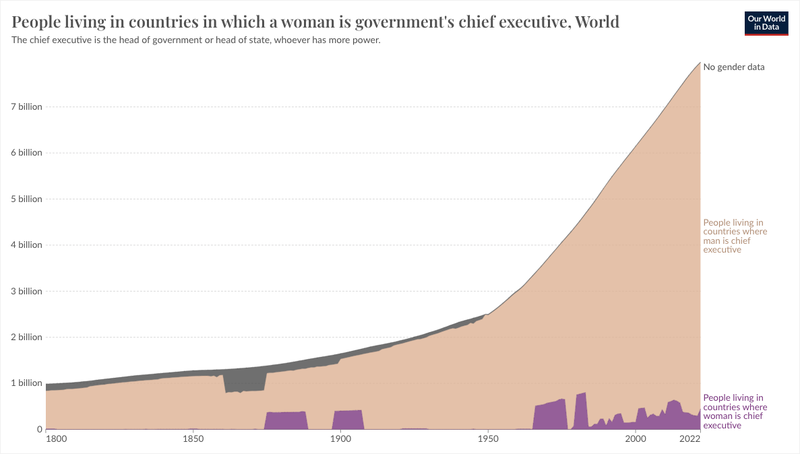 People living in countries in which a woman is government's chief executive, World
The chief executive is the head of government or head of state, whoever has more power.
Our World
in Data
No gender data
7 billion
6 billion
5 billion
People living in
countries where
man is chief
executive
4 billion
3 billion
2 billion
1 billion
People living in
countries where
woman is chief
executive
0
1800
1850
1900
1950
2000
2022